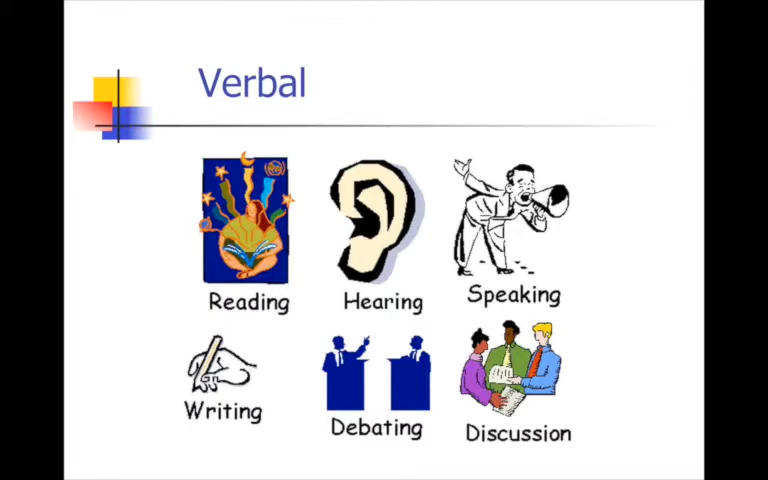 Verbal
Reading
Hearing
Speaking
Writing
Debating
Discussion